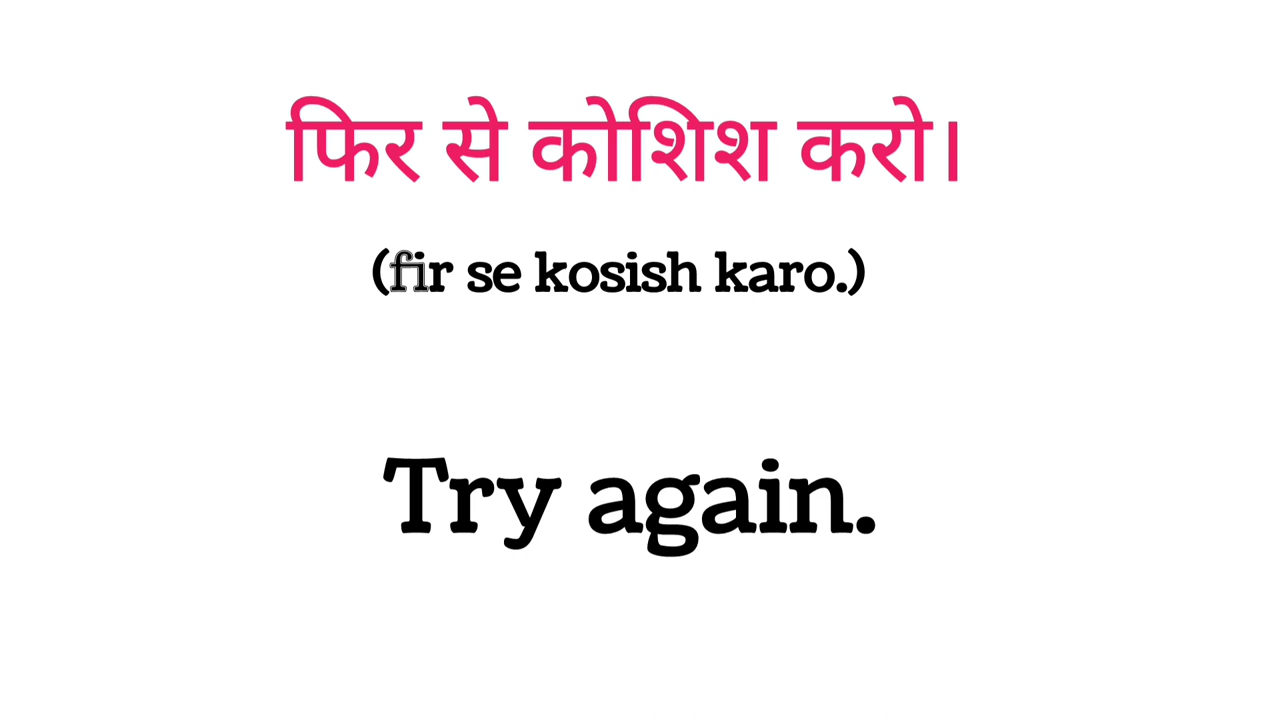 फिर से कोशिश करो।
(fir se kosish karo.)
Try again.